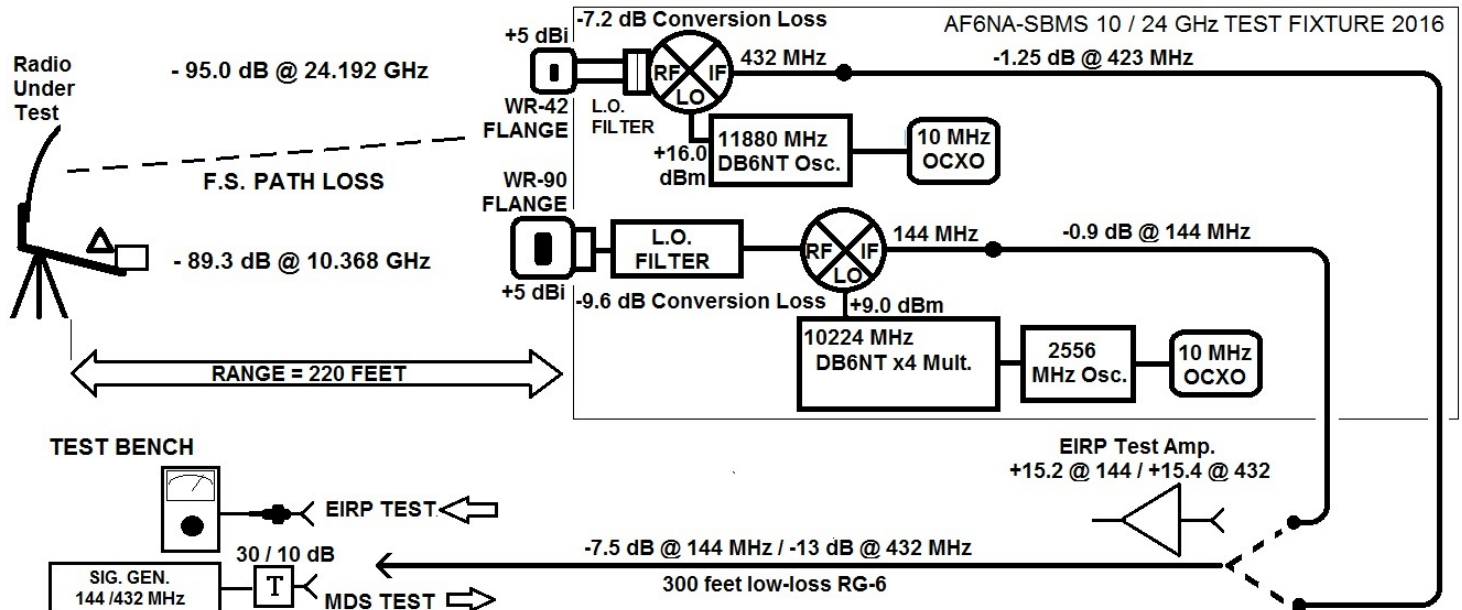 AF6NA-SBMS 10 / 24 GHz TEST FIXTURE 2016
-7.2 dB Conversion Loss
+5 dBi
Radio
Under
Test
- 95.0 dB @ 24.192 GHz
RF
IF
LO
432 MHz
-1.25 dB @ 423 MHz
WR-42
FLANGE
L.O.
FILTER
+16.0
dBm
11880 MHz
DB6NT Osc.
10 MHz
OCXO
F.S. PATH LOSS
WR-90
FLANGE
L.O.
FILTER
RF
IF
LO
144 MHz
-0.9 dB @ 144 MHz
- 89.3 dB @ 10.368 GHz
+5 dBi
-9.6 dB Conversion Loss
+9.0 dBm
10224 MHz
DB6NT x4 Mult.
2556
MHz Osc.
10 MHz
OCXO
RANGE = 220 FEET
TEST BENCH
EIRP Test Amp.
+15.2 @ 144 / +15.4 @ 432
EIRP TEST
30 / 10 dB
-7.5 dB @ 144 MHz / -13 dB @ 432 MHz
300 feet low-loss RG-6
SIG. GEN.
144 /432 MHz
T
MDS TEST